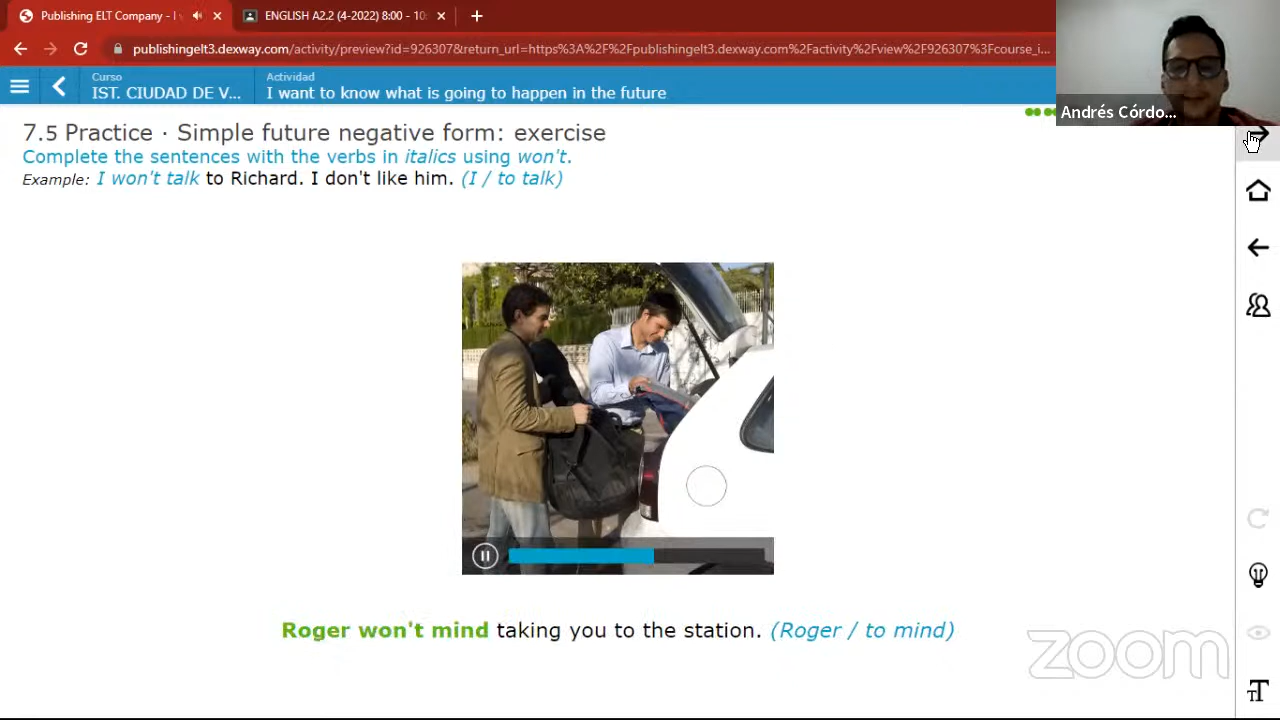 Publishing ELT Company - I v
ENGLISH A2.2 (4-2022) 8:00 - 10:
publishingelt3.dexway.com/activity/preview?id=926307&return_url=https%3A%2F%2Fpublishingelt3.dexway.com%2Factivity%2Fview%2F926307%3Fcourse_i...
Curso
IST. CIUDAD DE V...
Actividad
I want to know what is going to happen in the future
Andrés Córdo...
7.5 Practice · Simple future negative form: exercise
Complete the sentences with the verbs in italics using won't.
Example: I won't talk to Richard. I don't like him. (I / to talk)
Roger won't mind taking you to the station. (Roger / to mind)
zoom
TT